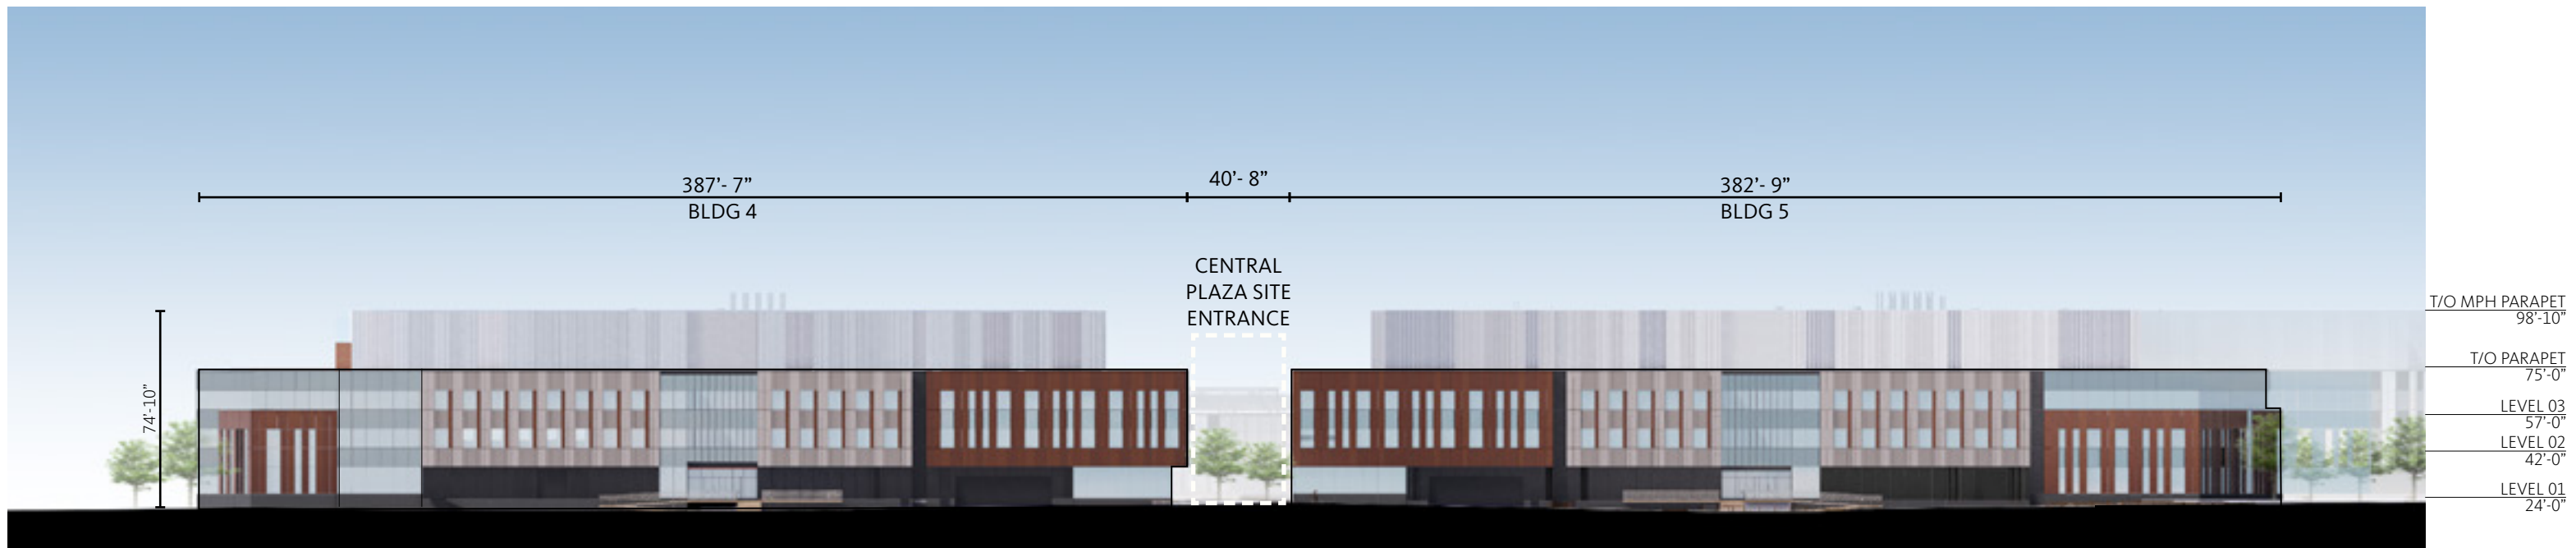 387’- 7”
BLDG 4
40’- 8”
382’- 9”
BLDG 5
CENTRAL
PLAZA SITE
ENTRANCE
74’-10”
T/O MPH PARAPET
98’-10”
T/O PARAPET
75’-0”
LEVEL 03
57’-0”
LEVEL 02
42’-0”
LEVEL 01
24’-0”